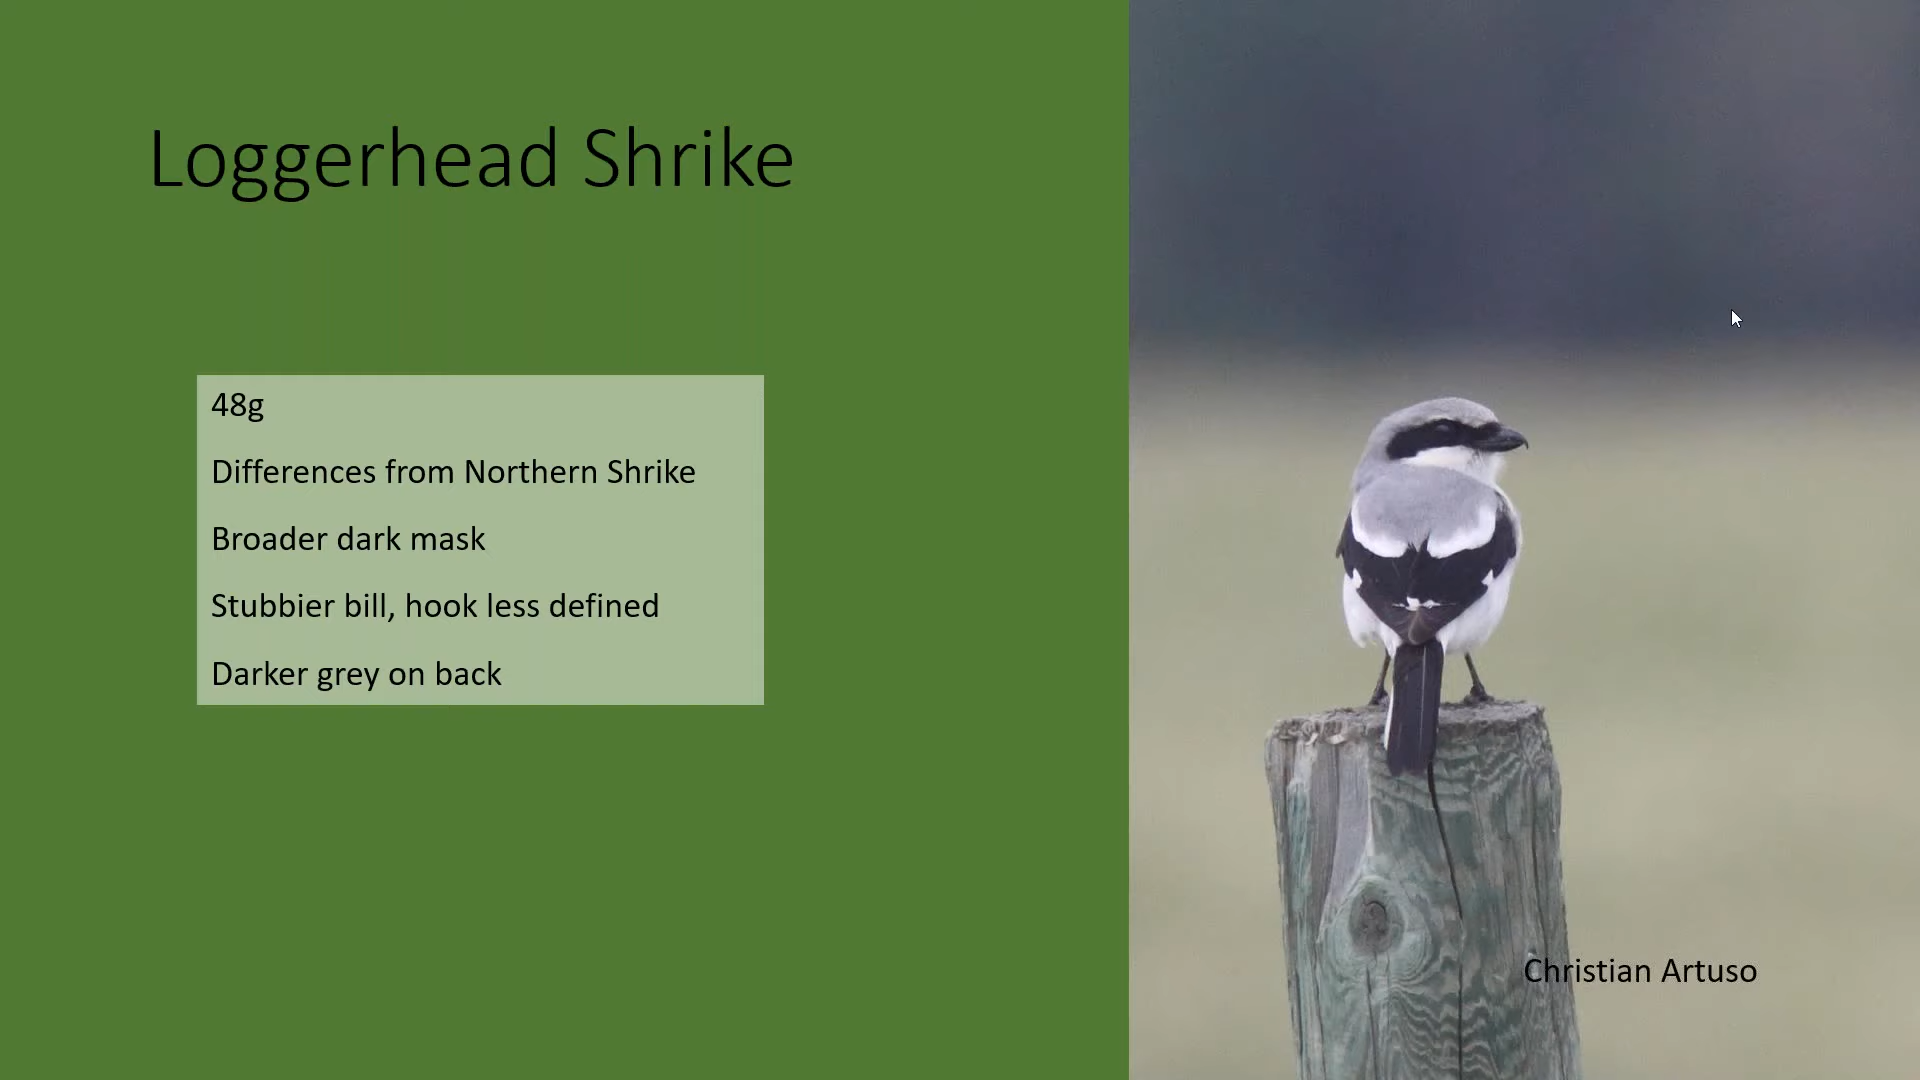 Loggerhead Shrike
48g
Differences from Northern Shrike
Broader dark mask
Stubbier bill, hook less defined
Darker grey on back
Christian Artuso